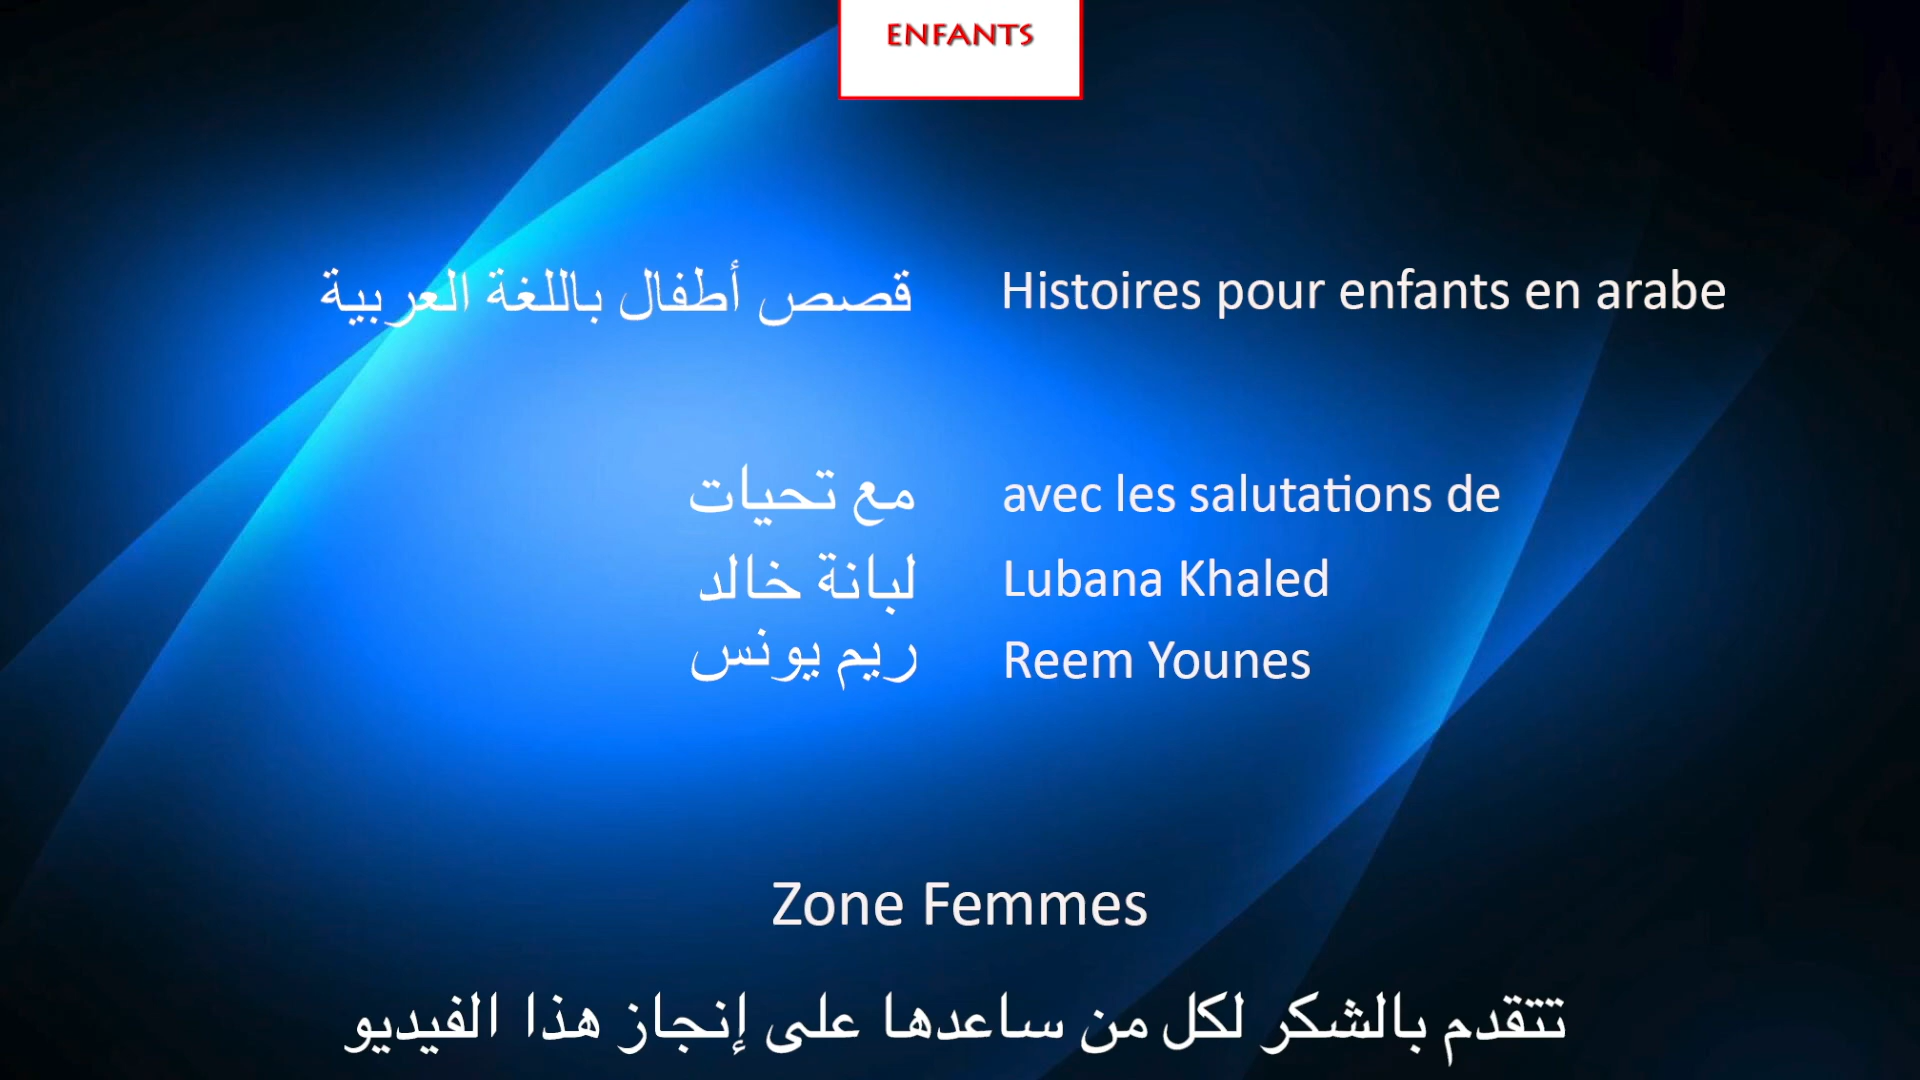 ENFANTS
قصص أطفال باللغة العربية Histoires pour enfants en arabe
مع تحيات avec les salutations de
لبانة خالد Lubana Khaled
ريم يونس Reem Younes
Zone Femmes
تتقدم بالشكر لكل من ساعدها على إنجاز هذا الفيديو